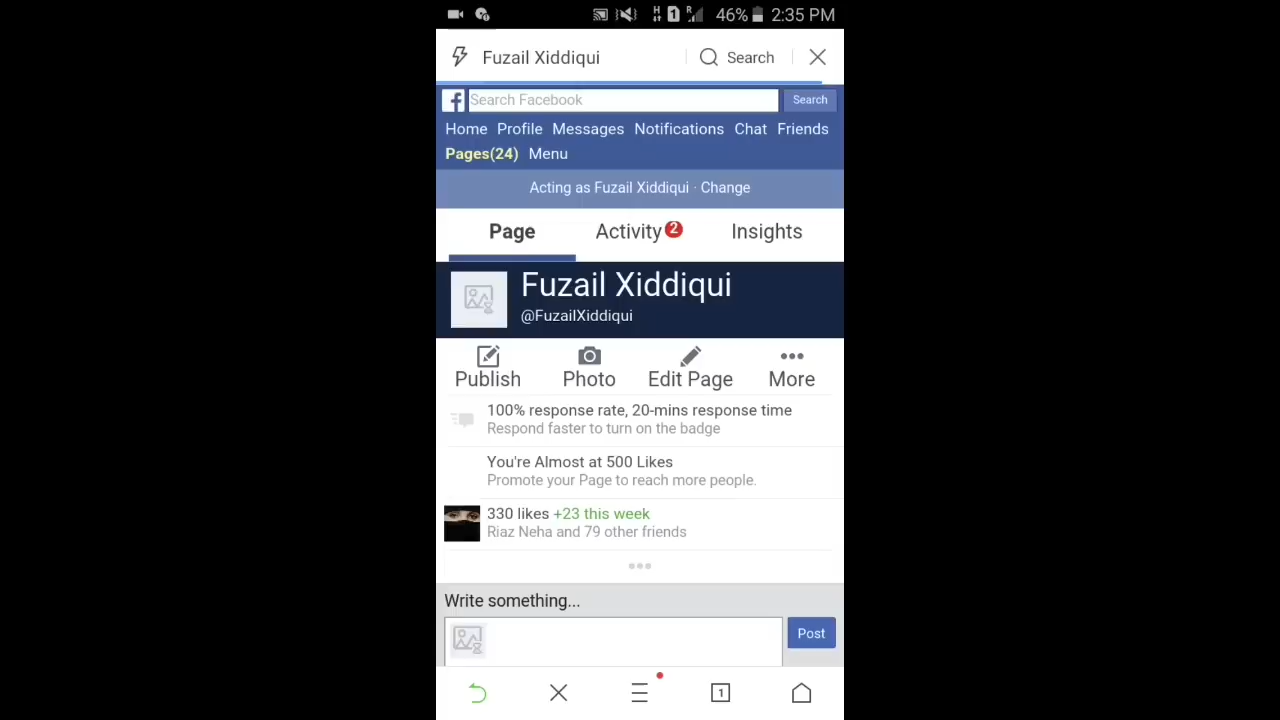 H 1 R 46% 2:35 PM
Fuzail Xiddiqui Search
f Search Facebook Search
Home Profile Messages Notifications Chat Friends
Pages(24) Menu
Acting as Fuzail Xiddiqui · Change
Page Activity 2 Insights
Fuzail Xiddiqui
@FuzailXiddiqui
Publish Photo Edit Page More
100% response rate, 20-mins response time
Respond faster to turn on the badge
You're Almost at 500 Likes
Promote your Page to reach more people.
330 likes +23 this week
Riaz Neha and 79 other friends
Write something...
Post
1